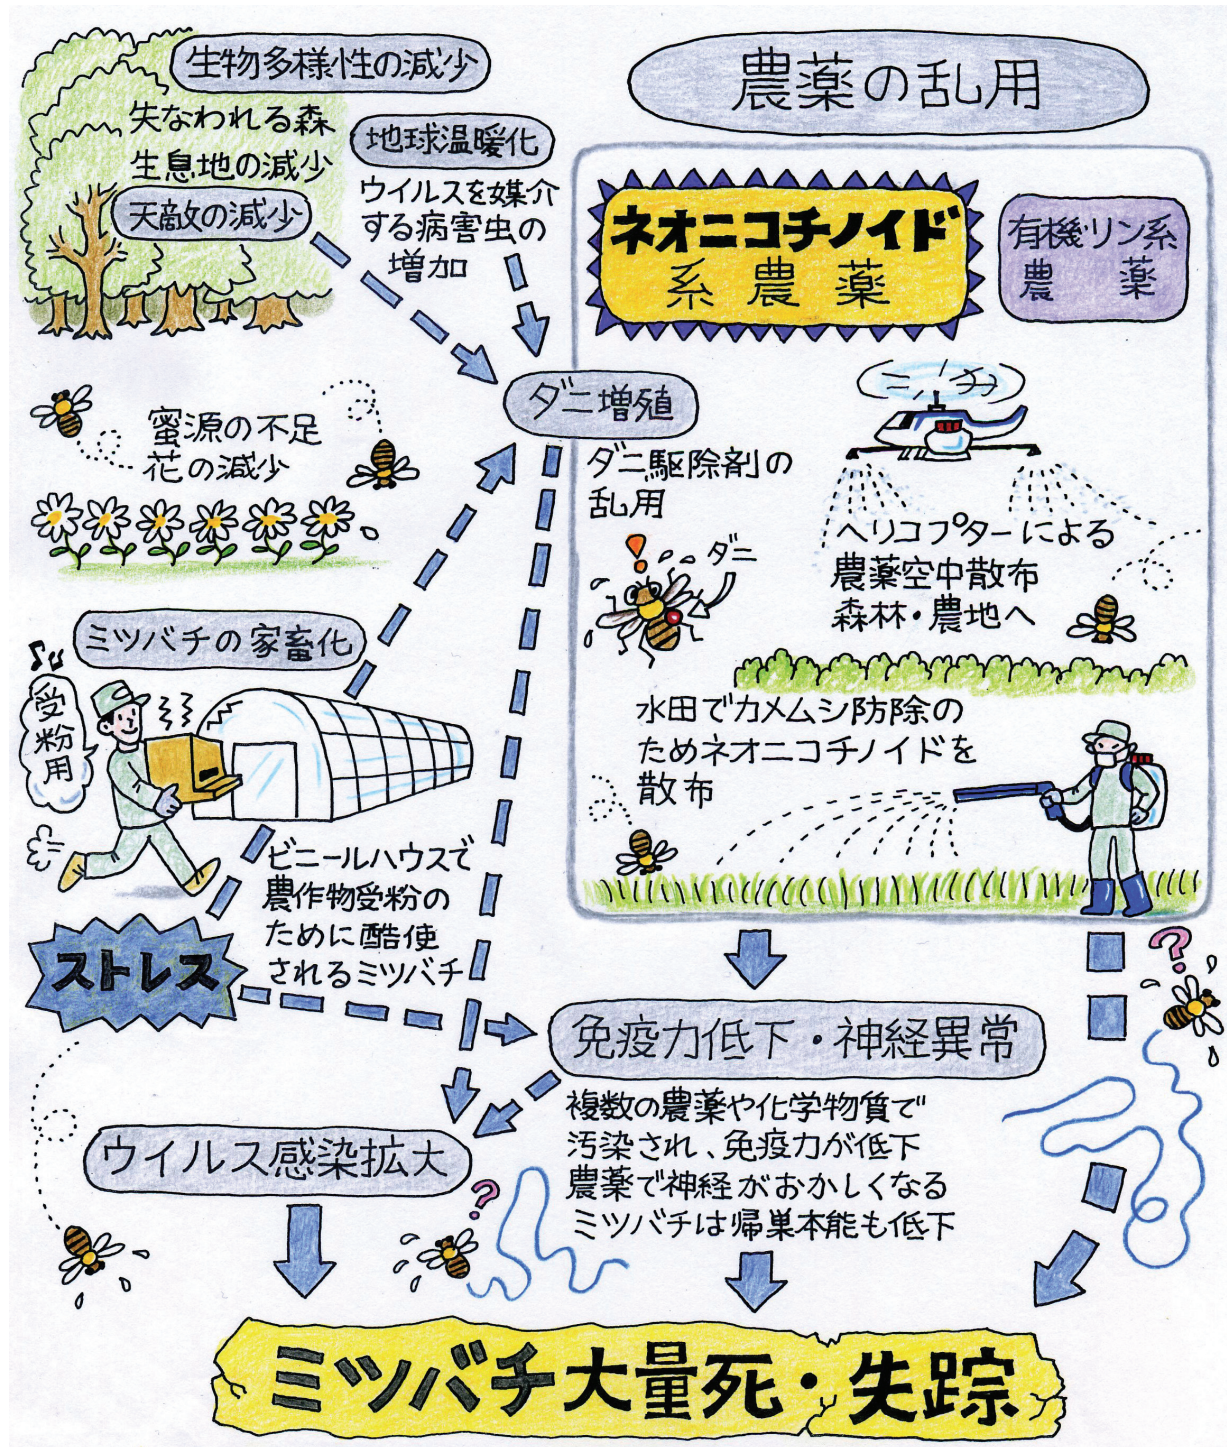 生物多様性の減少
失なわれる森
生息地の減少
天敵の減少
地球温暖化
ウイルスを媒介
する病害虫の
増加
農薬の乱用
ネオニコチノイド
系農薬
有機リン系
農薬
ダニ増殖
ダニ駆除剤の
乱用
ダニ
!
ヘリコプターによる
農薬空中散布
森林・農地へ
蜜源の不足
花の減少
ミツバチの家畜化
受粉用
水田でカメムシ防除の
ためネオニコチノイドを
散布
ビニールハウスで
農作物受粉の
ために酷使
されるミツバチ
ストレス
?
免疫力低下・神経異常
複数の農薬や化学物質で
汚染され、免疫力が低下
農薬で神経がおかしくなる
ミツバチは帰巣本能も低下
ウイルス感染拡大
?
ミツバチ大量死・失踪